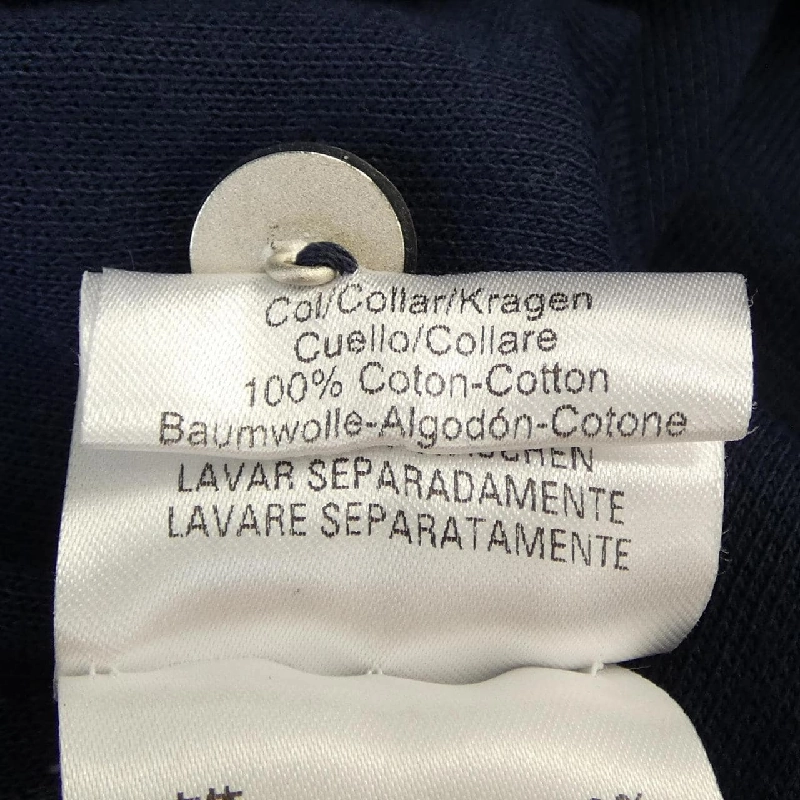 Col/Collar/Kragen
Cuello/Collare
100% Coton-Cotton
Baumwolle-Algodón-Cotone
LAVAR SEPARADAMENTE
LAVARE SEPARATAMENTE